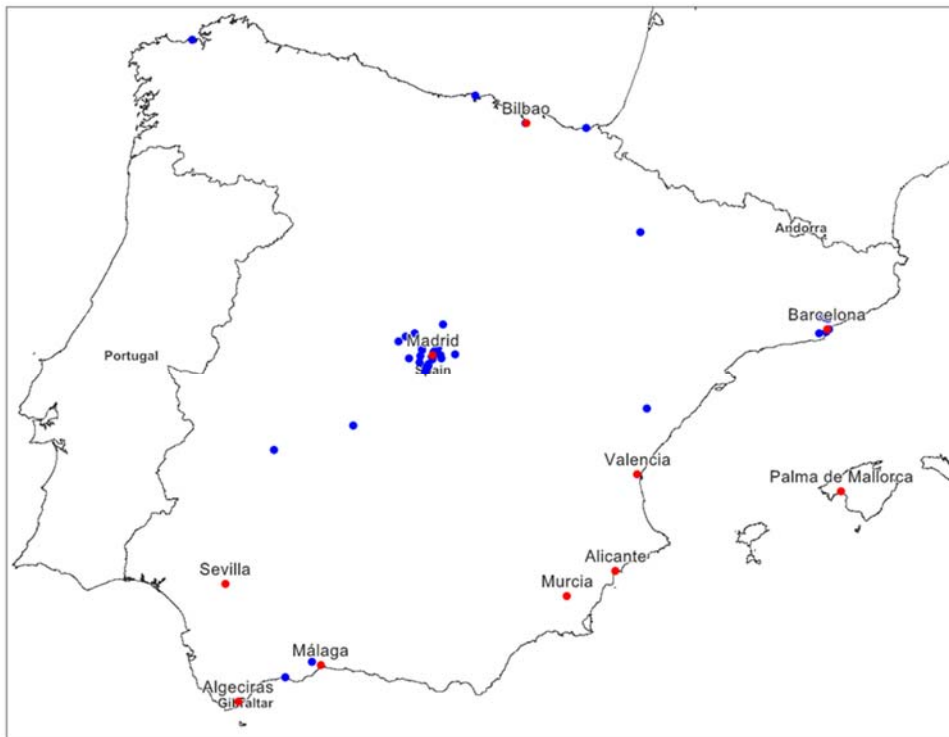 Bilbao
Andorra
Barcelona
Madrid
Portugal
Spain
Valencia
Palma de Mallorca
Alicante
Sevilla
Murcia
Málaga
Algeciras
Gibraltar